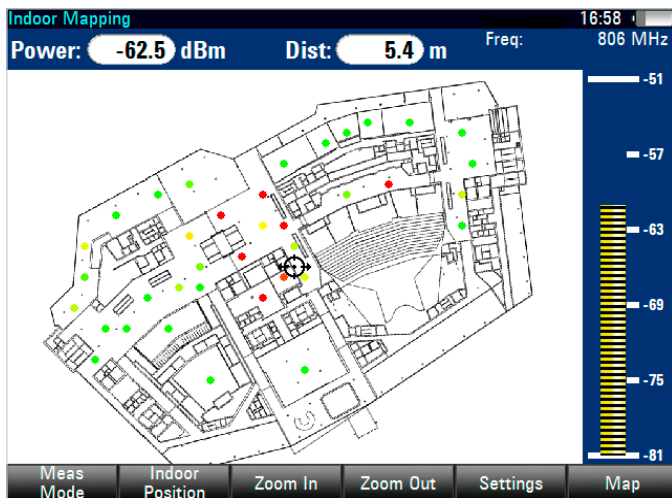 Indoor Mapping 16:58
Power: -62.5 dBm Dist: 5.4 m Freq: 806 MHz
-51
-57
-63
-69
-75
-81
Meas Mode Indoor Position Zoom In Zoom Out Settings Map